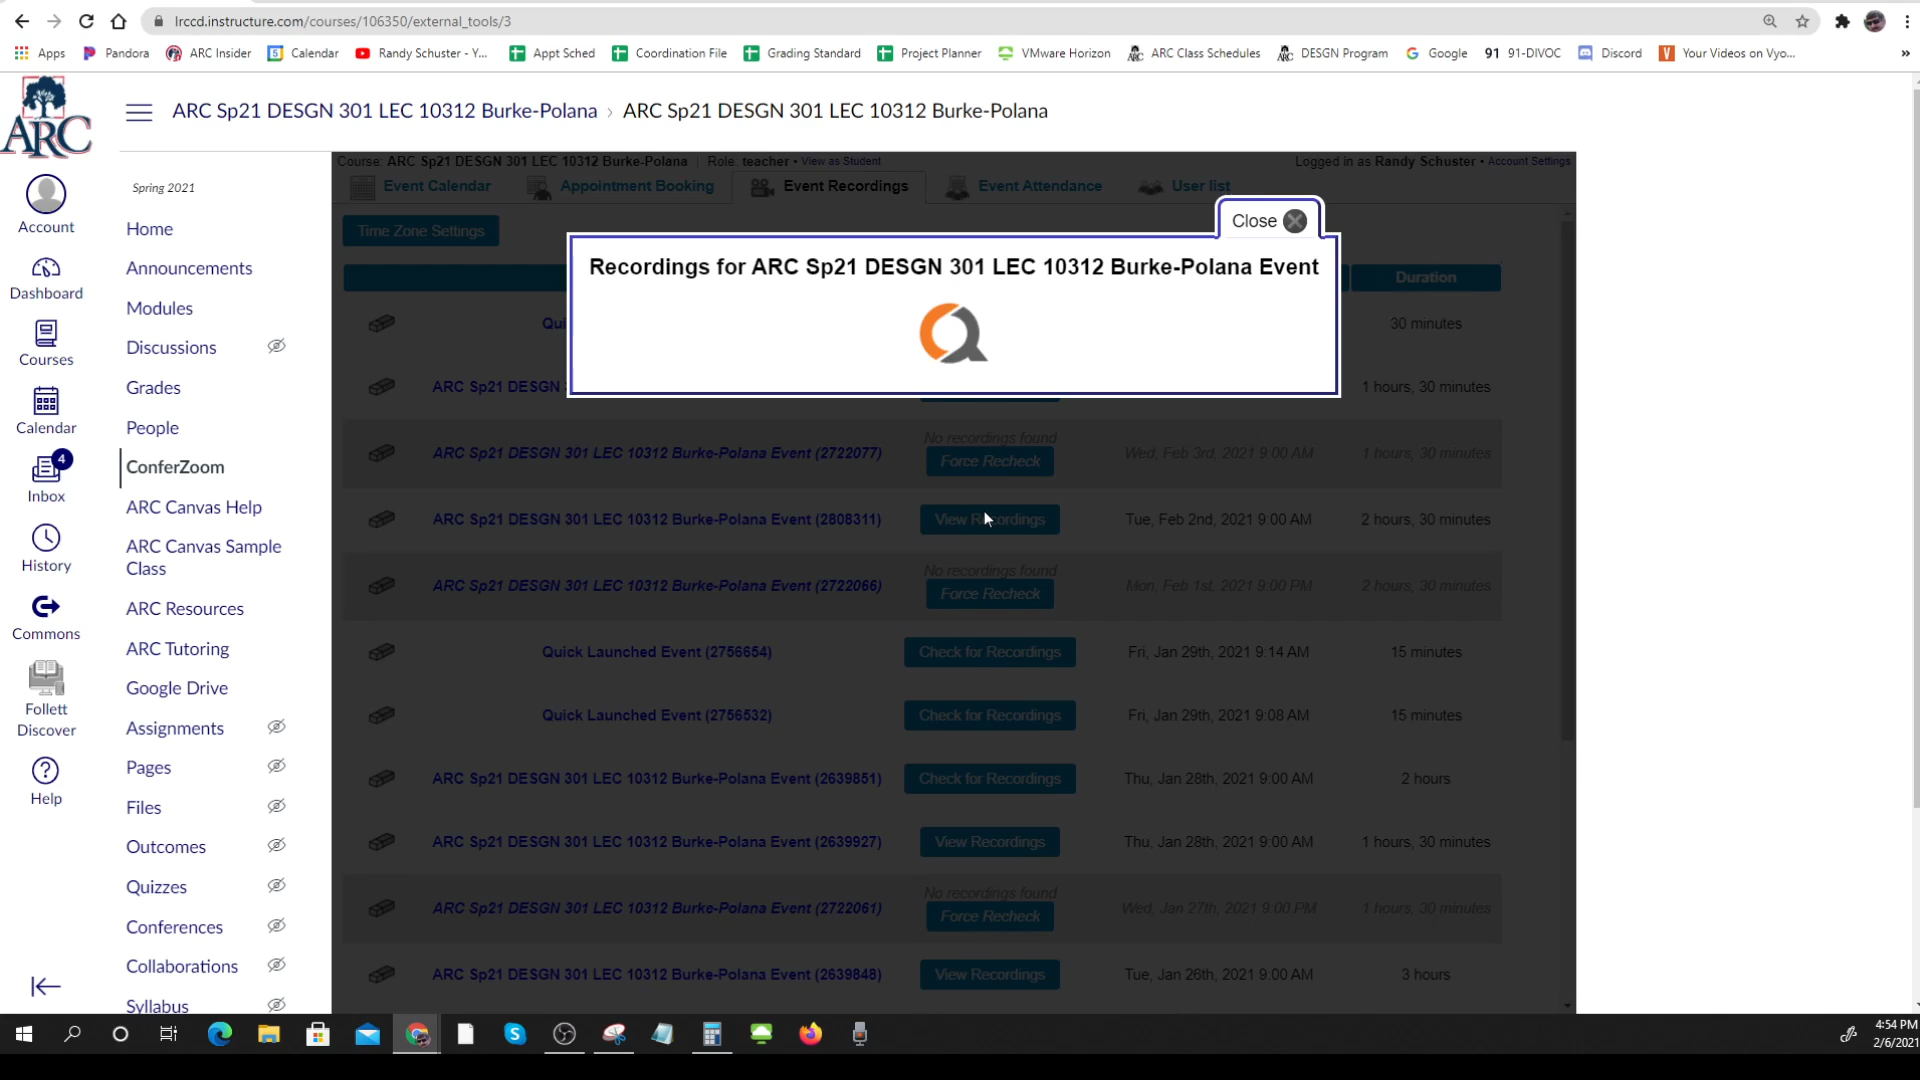 lrccd.instructure.com/courses/106350/external_tools/3
Apps Pandora ARC Insider Calendar Randy Schuster - Y... Appt Sched Coordination File Grading Standard Project Planner VMware Horizon ARC Class Schedules DESGN Program Google 91 91-DIVOC Discord Your Videos on Vyo... »
ARC
ARC Sp21 DESGN 301 LEC 10312 Burke-Polana › ARC Sp21 DESGN 301 LEC 10312 Burke-Polana
Account
Dashboard
Courses
Calendar
4
Inbox
History
Commons
Follett
Discover
Help
Spring 2021
Home
Announcements
Modules
Discussions
Grades
People
ConferZoom
ARC Canvas Help
ARC Canvas Sample
Class
ARC Resources
ARC Tutoring
Google Drive
Assignments
Pages
Files
Outcomes
Quizzes
Conferences
Collaborations
Syllabus
Course: ARC Sp21 DESGN 301 LEC 10312 Burke-Polana | Role: teacher • View as Student Logged in as Randy Schuster • Account Settings
Event Calendar Appointment Booking Event Recordings Event Attendance User list
Time Zone Settings
Close
Recordings for ARC Sp21 DESGN 301 LEC 10312 Burke-Polana Event
Duration
Qui 30 minutes
ARC Sp21 DESGN 1 hours, 30 minutes
No recordings found
ARC Sp21 DESGN 301 LEC 10312 Burke-Polana Event (2722077) Force Recheck Wed, Feb 3rd, 2021 9:00 AM 1 hours, 30 minutes
ARC Sp21 DESGN 301 LEC 10312 Burke-Polana Event (2808311) View Recordings Tue, Feb 2nd, 2021 9:00 AM 2 hours, 30 minutes
No recordings found
ARC Sp21 DESGN 301 LEC 10312 Burke-Polana Event (2722066) Force Recheck Mon, Feb 1st, 2021 9:00 PM 2 hours, 30 minutes
Quick Launched Event (2756654) Check for Recordings Fri, Jan 29th, 2021 9:14 AM 15 minutes
Quick Launched Event (2756532) Check for Recordings Fri, Jan 29th, 2021 9:08 AM 15 minutes
ARC Sp21 DESGN 301 LEC 10312 Burke-Polana Event (2639851) Check for Recordings Thu, Jan 28th, 2021 9:00 AM 2 hours
ARC Sp21 DESGN 301 LEC 10312 Burke-Polana Event (2639927) View Recordings Thu, Jan 28th, 2021 9:00 AM 1 hours, 30 minutes
No recordings found
ARC Sp21 DESGN 301 LEC 10312 Burke-Polana Event (2722061) Force Recheck Wed, Jan 27th, 2021 9:00 PM 1 hours, 30 minutes
ARC Sp21 DESGN 301 LEC 10312 Burke-Polana Event (2639848) View Recordings Tue, Jan 26th, 2021 9:00 AM 3 hours
4:54 PM
2/6/2021